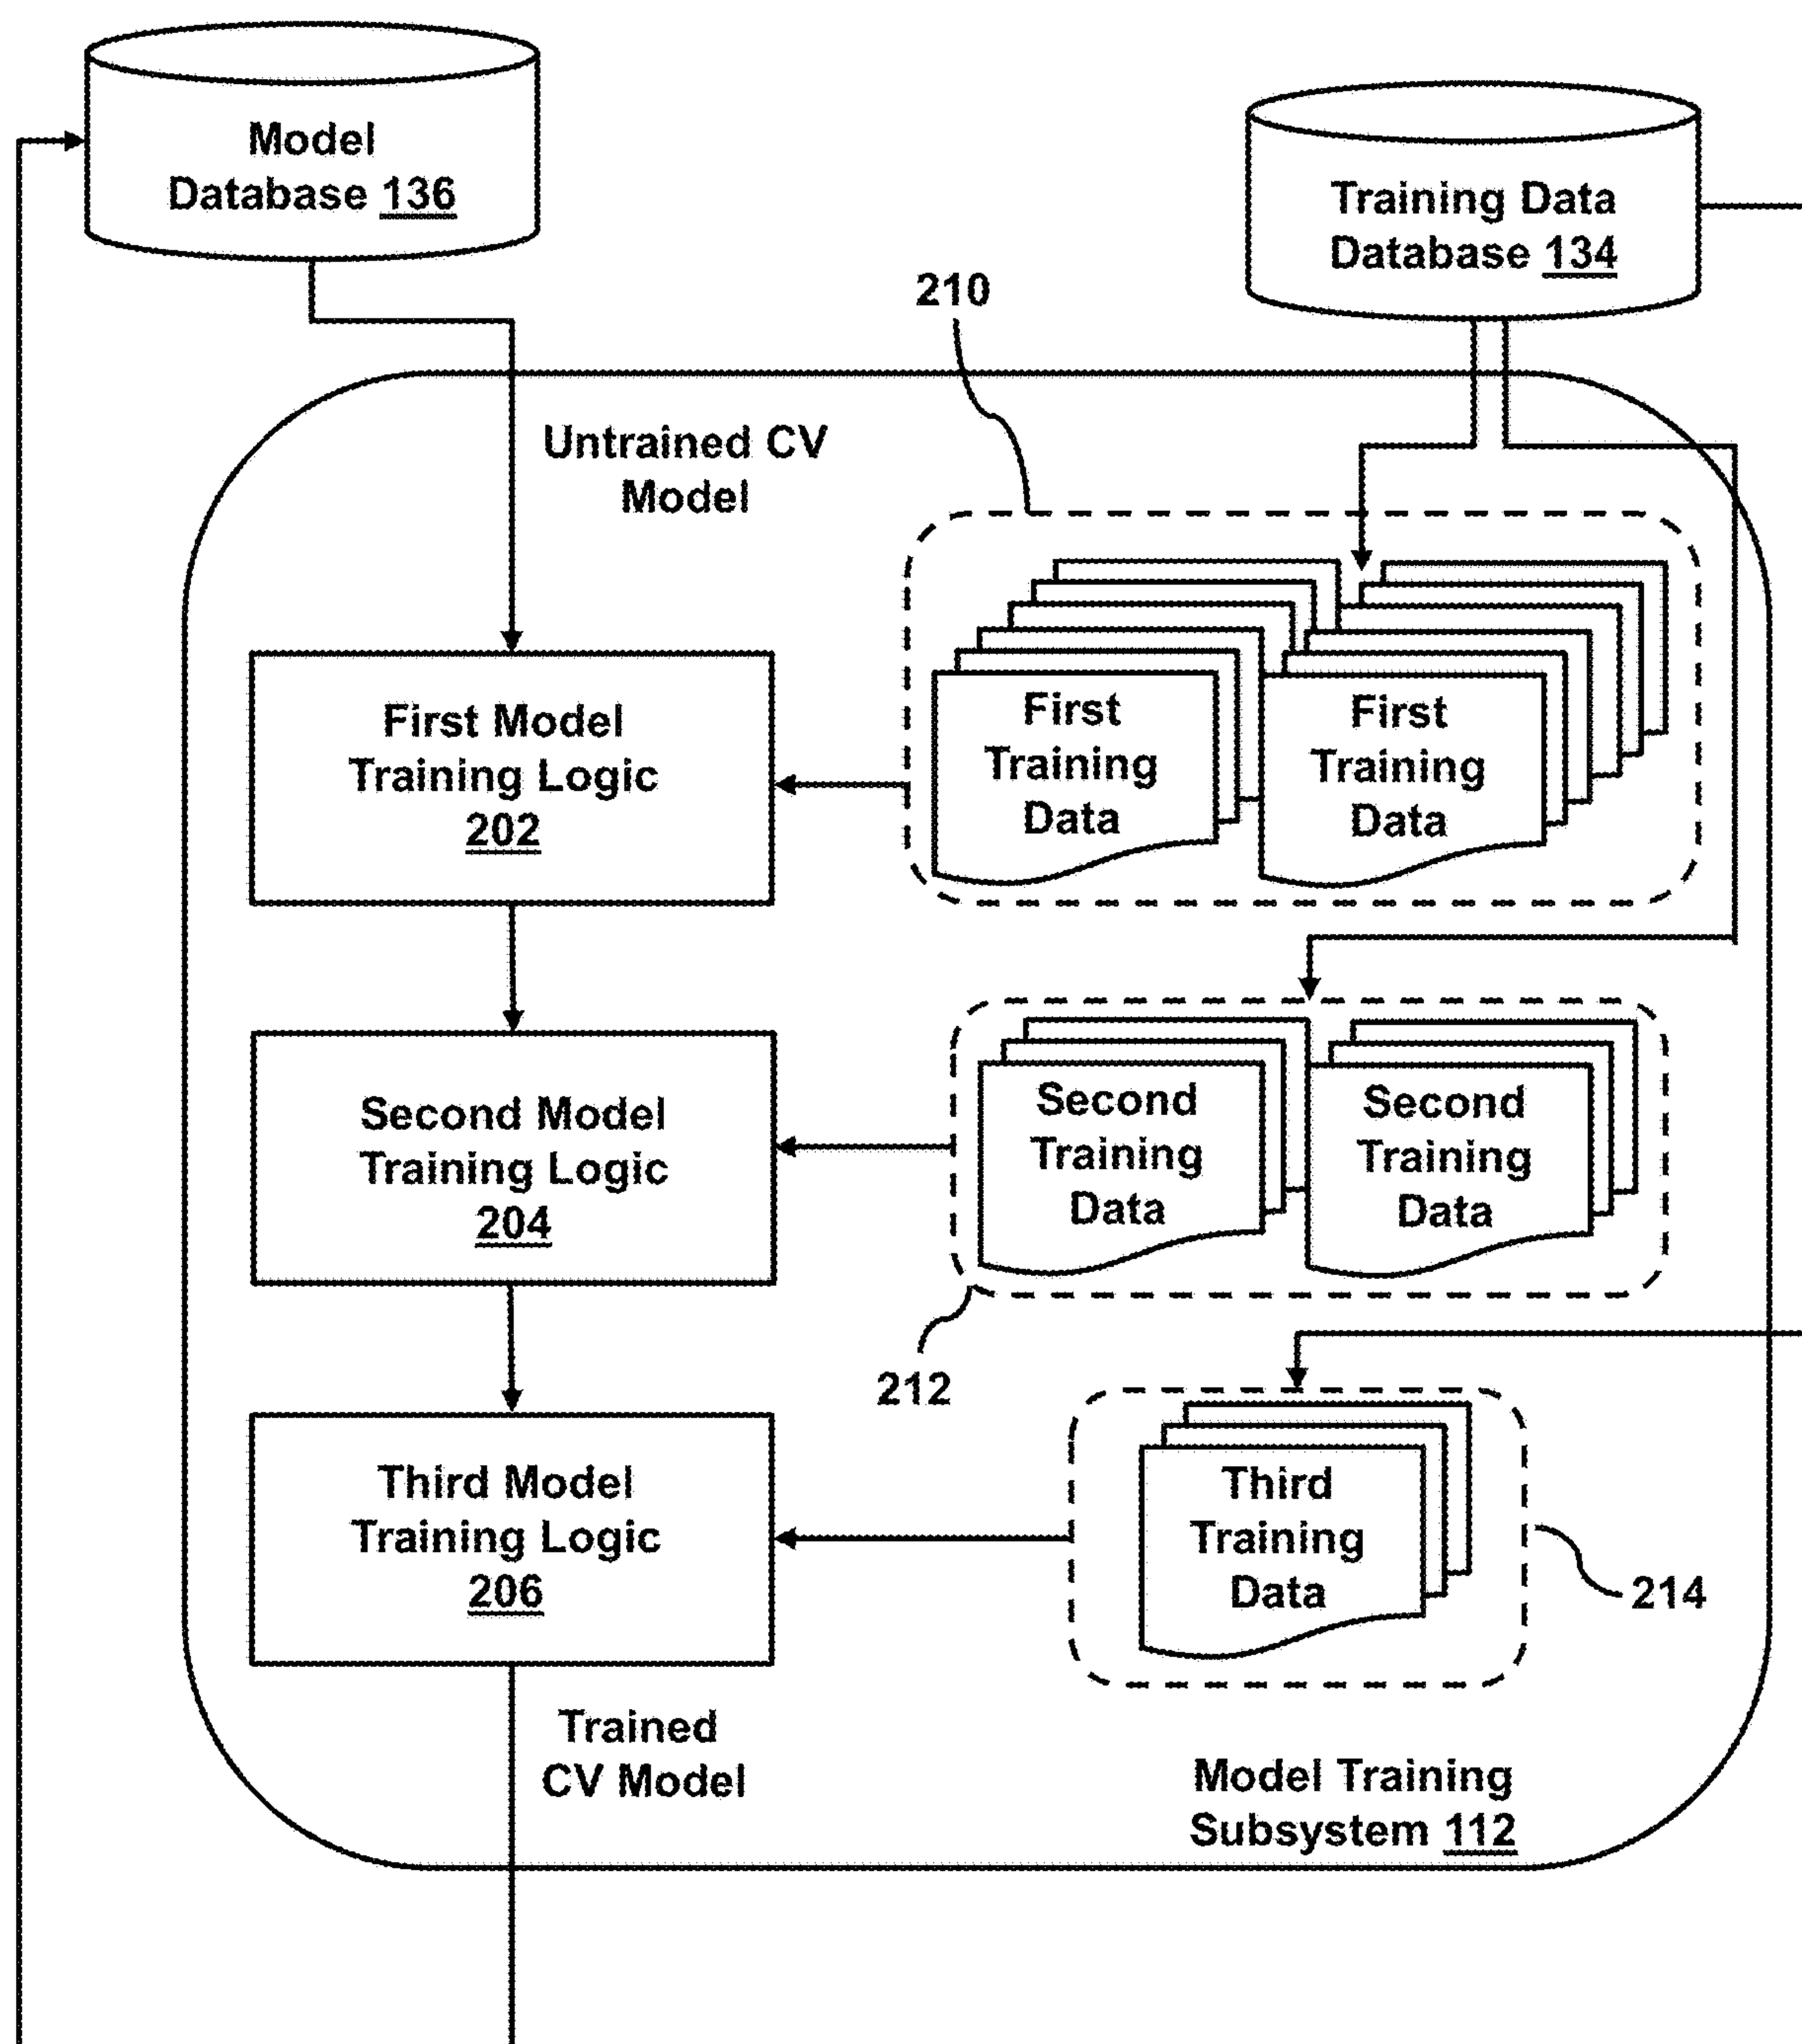 Model
Database 136
Training Data
Database 134
210
Untrained CV
Model
First Model
Training Logic
202
First
Training
Data
First
Training
Data
Second Model
Training Logic
204
Second
Training
Data
Second
Training
Data
212
Third Model
Training Logic
206
Third
Training
Data
214
Trained
CV Model
Model Training
Subsystem 112